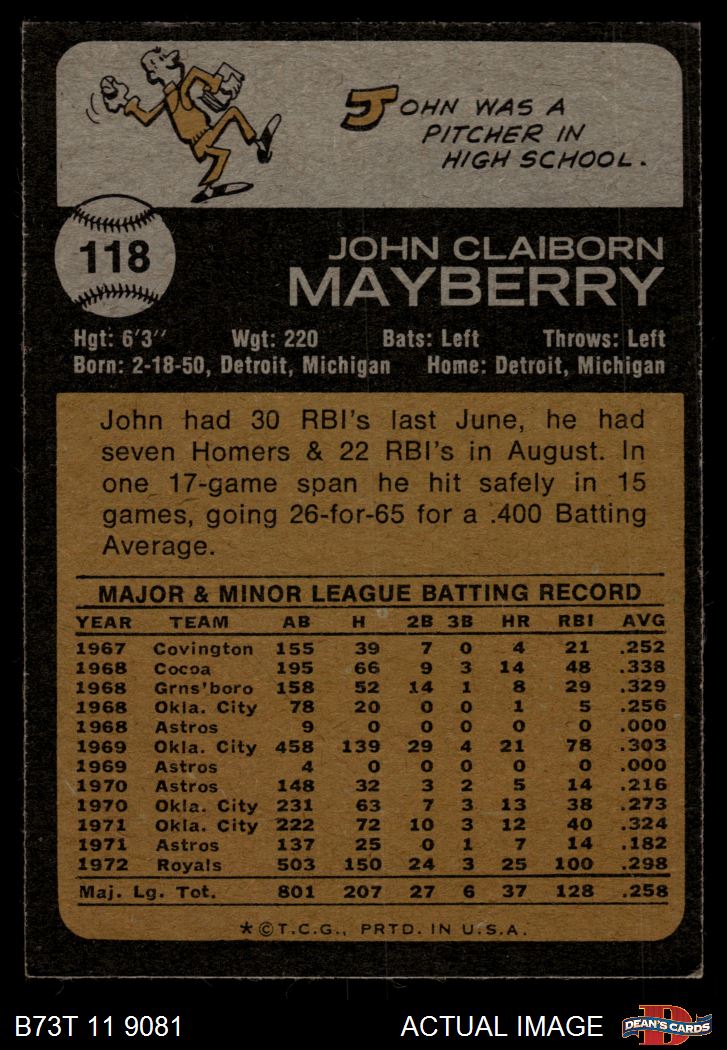 JOHN WAS A
PITCHER IN
HIGH SCHOOL.
118
JOHN CLAIBORN
MAYBERRY
Hgt: 6'3" Wgt: 220 Bats: Left Throws: Left
Born: 2-18-50, Detroit, Michigan Home: Detroit, Michigan
John had 30 RBI's last June, he had
seven Homers & 22 RBI's in August. In
one 17-game span he hit safely in 15
games, going 26-for-65 for a .400 Batting
Average.
MAJOR & MINOR LEAGUE BATTING RECORD
YEAR TEAM AB H 2B 3B HR RBI AVG
1967 Covington 155 39 7 0 4 21 .252
1968 Cocoa 195 66 9 3 14 48 .338
1968 Grns'boro 158 52 14 1 8 29 .329
1968 Okla. City 78 20 0 0 1 5 .256
1968 Astros 9 0 0 0 0 0 .000
1969 Okla. City 458 139 29 4 21 78 .303
1969 Astros 4 0 0 0 0 0 .000
1970 Astros 148 32 3 2 5 14 .216
1970 Okla. City 231 63 7 3 13 38 .273
1971 Okla. City 222 72 10 3 12 40 .324
1971 Astros 137 25 0 1 7 14 .182
1972 Royals 503 150 24 3 25 100 .298
Maj. Lg. Tot. 801 207 27 6 37 128 .258
*©T.C.G., PRTD. IN U.S.A.
B73T 11 9081 ACTUAL IMAGE
D
DEAN'S CARDS